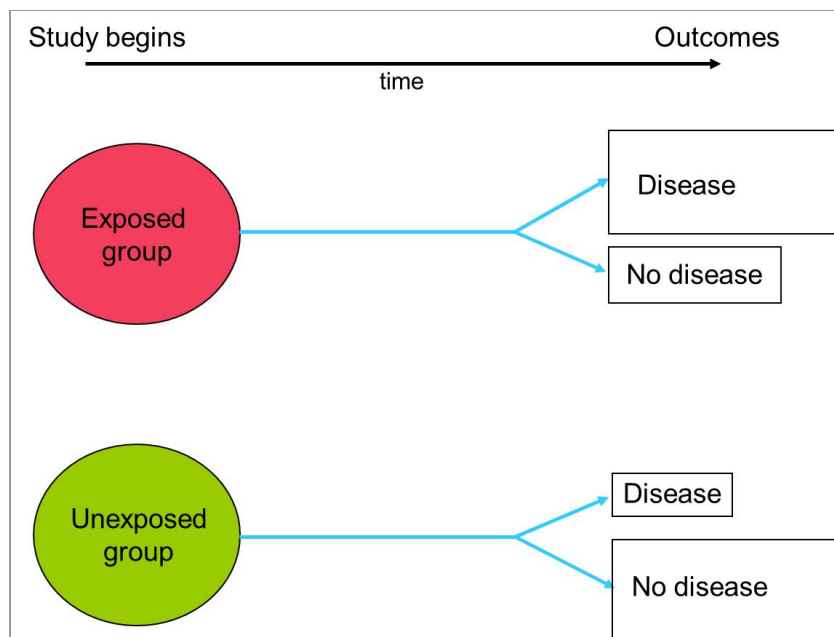 Study begins
Outcomes
time
Exposed
group
Disease
No disease
Unexposed
group
Disease
No disease